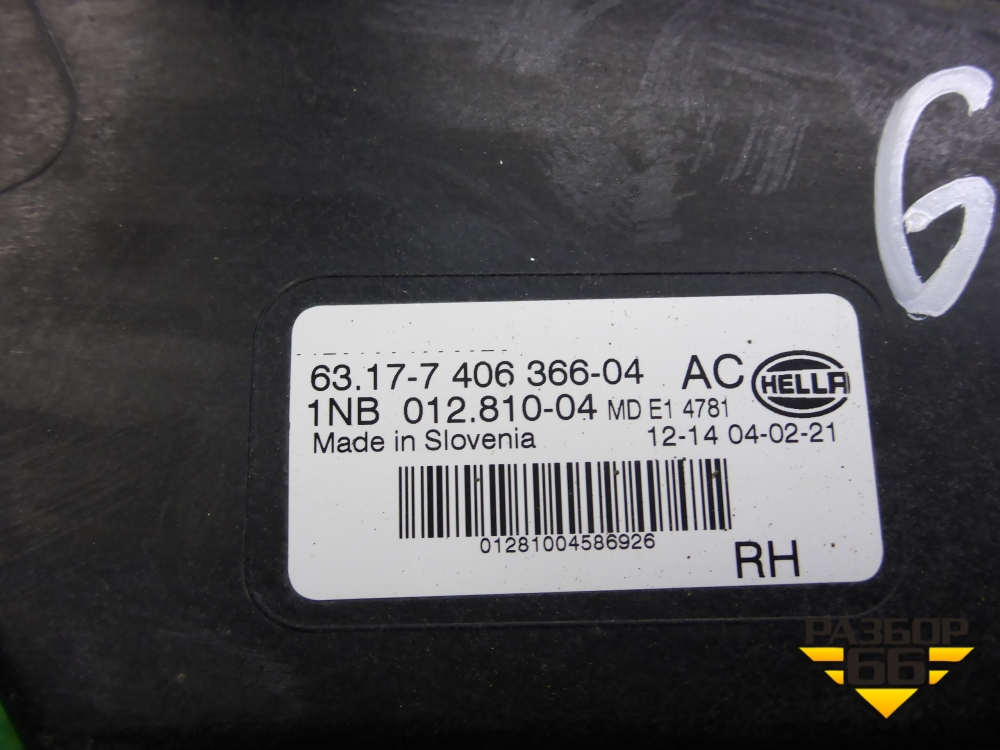 6
63.17-7 406 366-04 AC HELLA
1NB 012.810-04 MD E1 4781
Made in Slovenia 12-14 04-02-21
01281004586926
RH
РАЗБОР
66